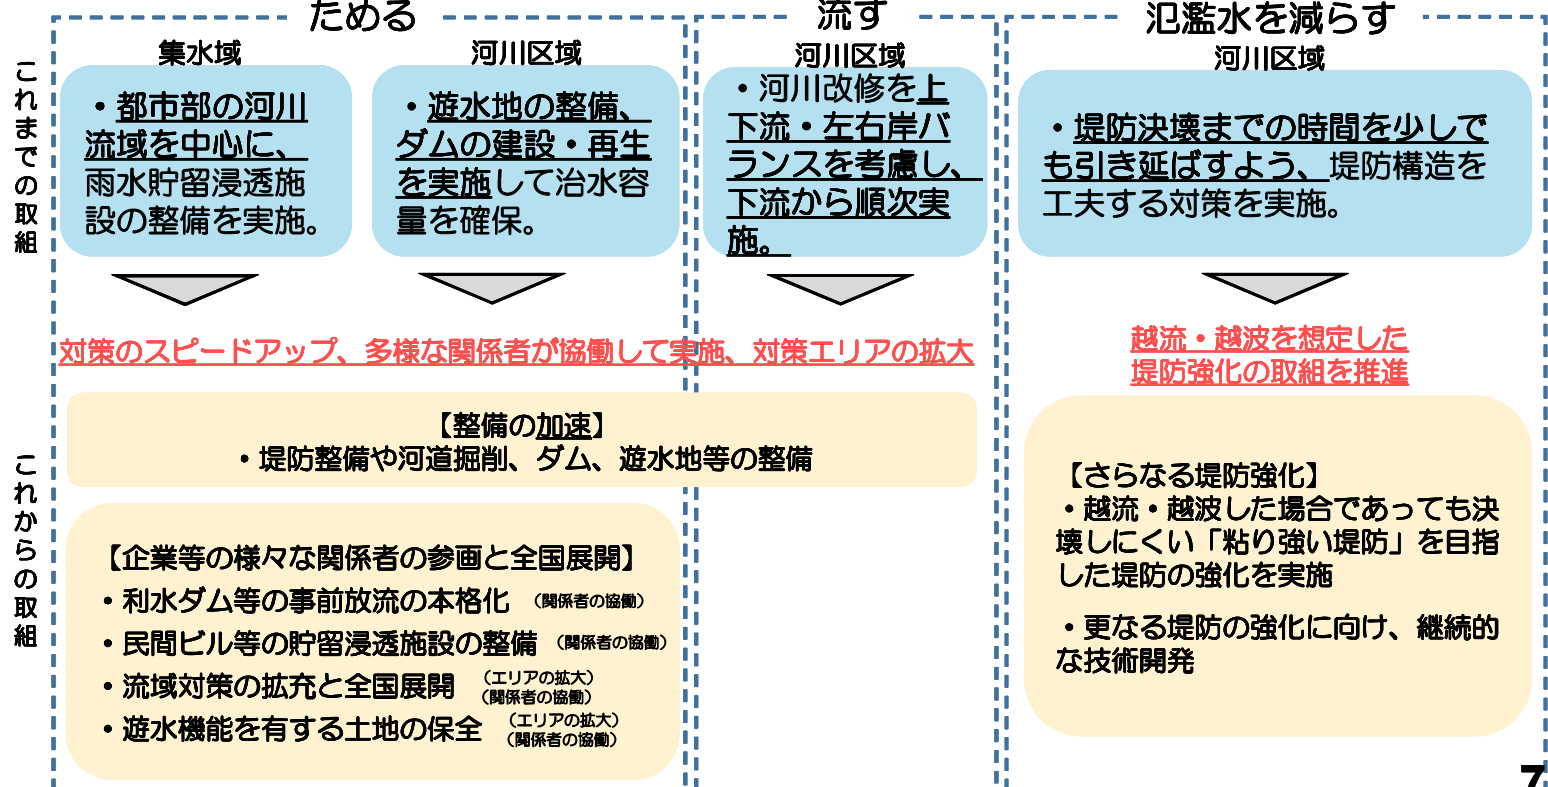 ためる
集水域
河川区域
流す
河川区域
氾濫水を減らす
河川区域
これまでの取組
・都市部の河川
流域を中心に、
雨水貯留浸透施
設の整備を実施。
・遊水地の整備、
ダムの建設・再生
を実施して治水容
量を確保。
・河川改修を上
下流・左右岸バ
ランスを考慮し、
下流から順次実
施。
・堤防決壊までの時間を少しで
も引き延ばすよう、堤防構造を
工夫する対策を実施。
対策のスピードアップ、多様な関係者が協働して実施、対策エリアの拡大
越流・越波を想定した
堤防強化の取組を推進
これからの取組
【整備の加速】
・堤防整備や河道掘削、ダム、遊水地等の整備
【企業等の様々な関係者の参画と全国展開】
・利水ダム等の事前放流の本格化 （関係者の協働）
・民間ビル等の貯留浸透施設の整備 （関係者の協働）
・流域対策の拡充と全国展開 （エリアの拡大）
（関係者の協働）
・遊水機能を有する土地の保全 （エリアの拡大）
（関係者の協働）
【さらなる堤防強化】
・越流・越波した場合であっても決
壊しにくい「粘り強い堤防」を目指
した堤防の強化を実施
・更なる堤防の強化に向け、継続的
な技術開発
7